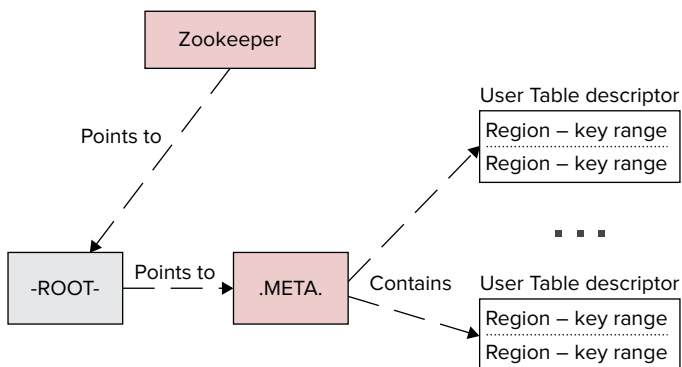 Zookeeper
User Table descriptor
Region – key range
Region – key range
Points to
-ROOT-
Points to
.META.
Contains
User Table descriptor
Region – key range
Region – key range